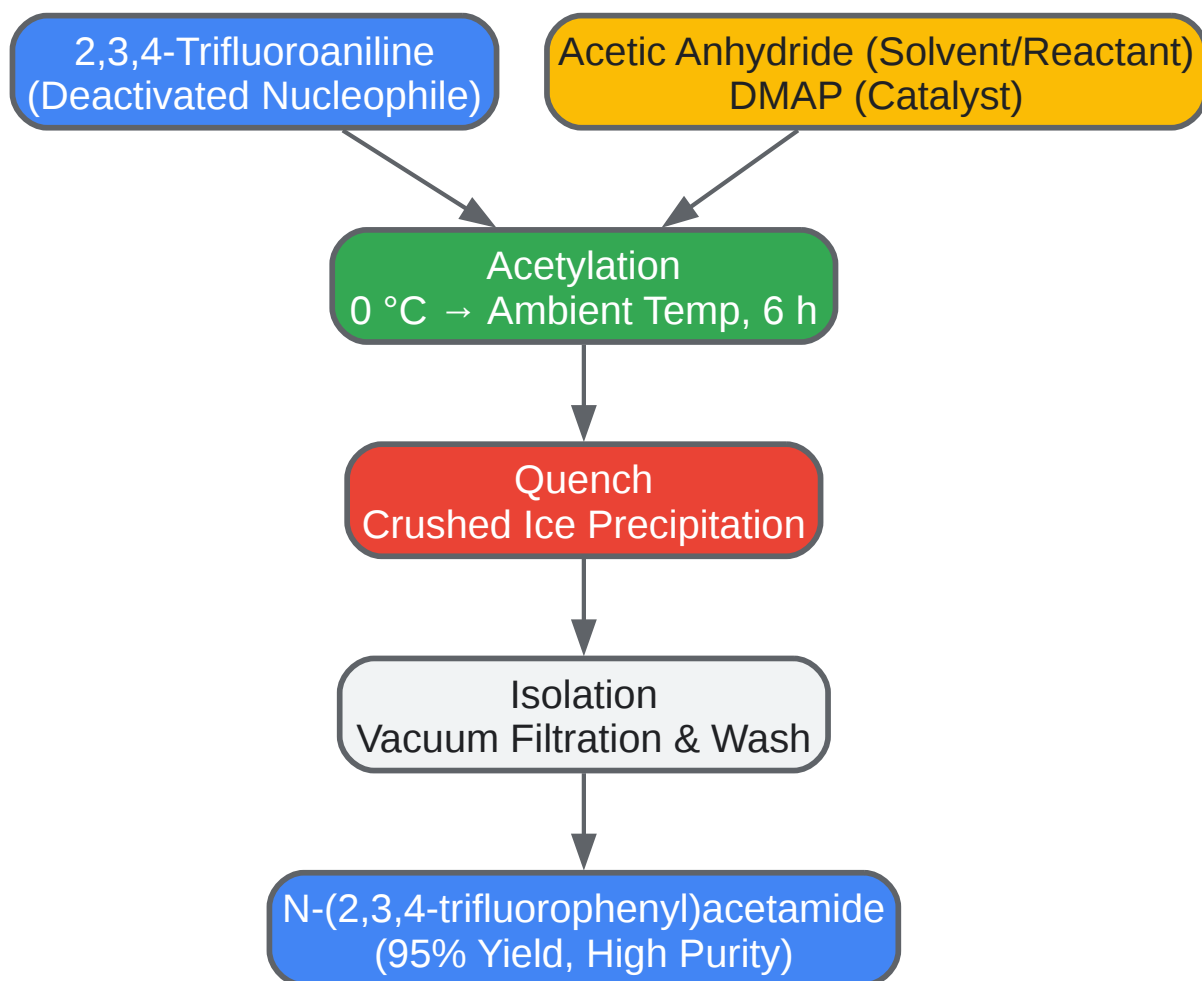 2,3,4-Trifluoroaniline
(Deactivated Nucleophile)
Acetic Anhydride (Solvent/Reactant)
DMAP (Catalyst)
Acetylation
0 °C → Ambient Temp, 6 h
Quench
Crushed Ice Precipitation
Isolation
Vacuum Filtration & Wash
N-(2,3,4-trifluorophenyl)acetamide
(95% Yield, High Purity)